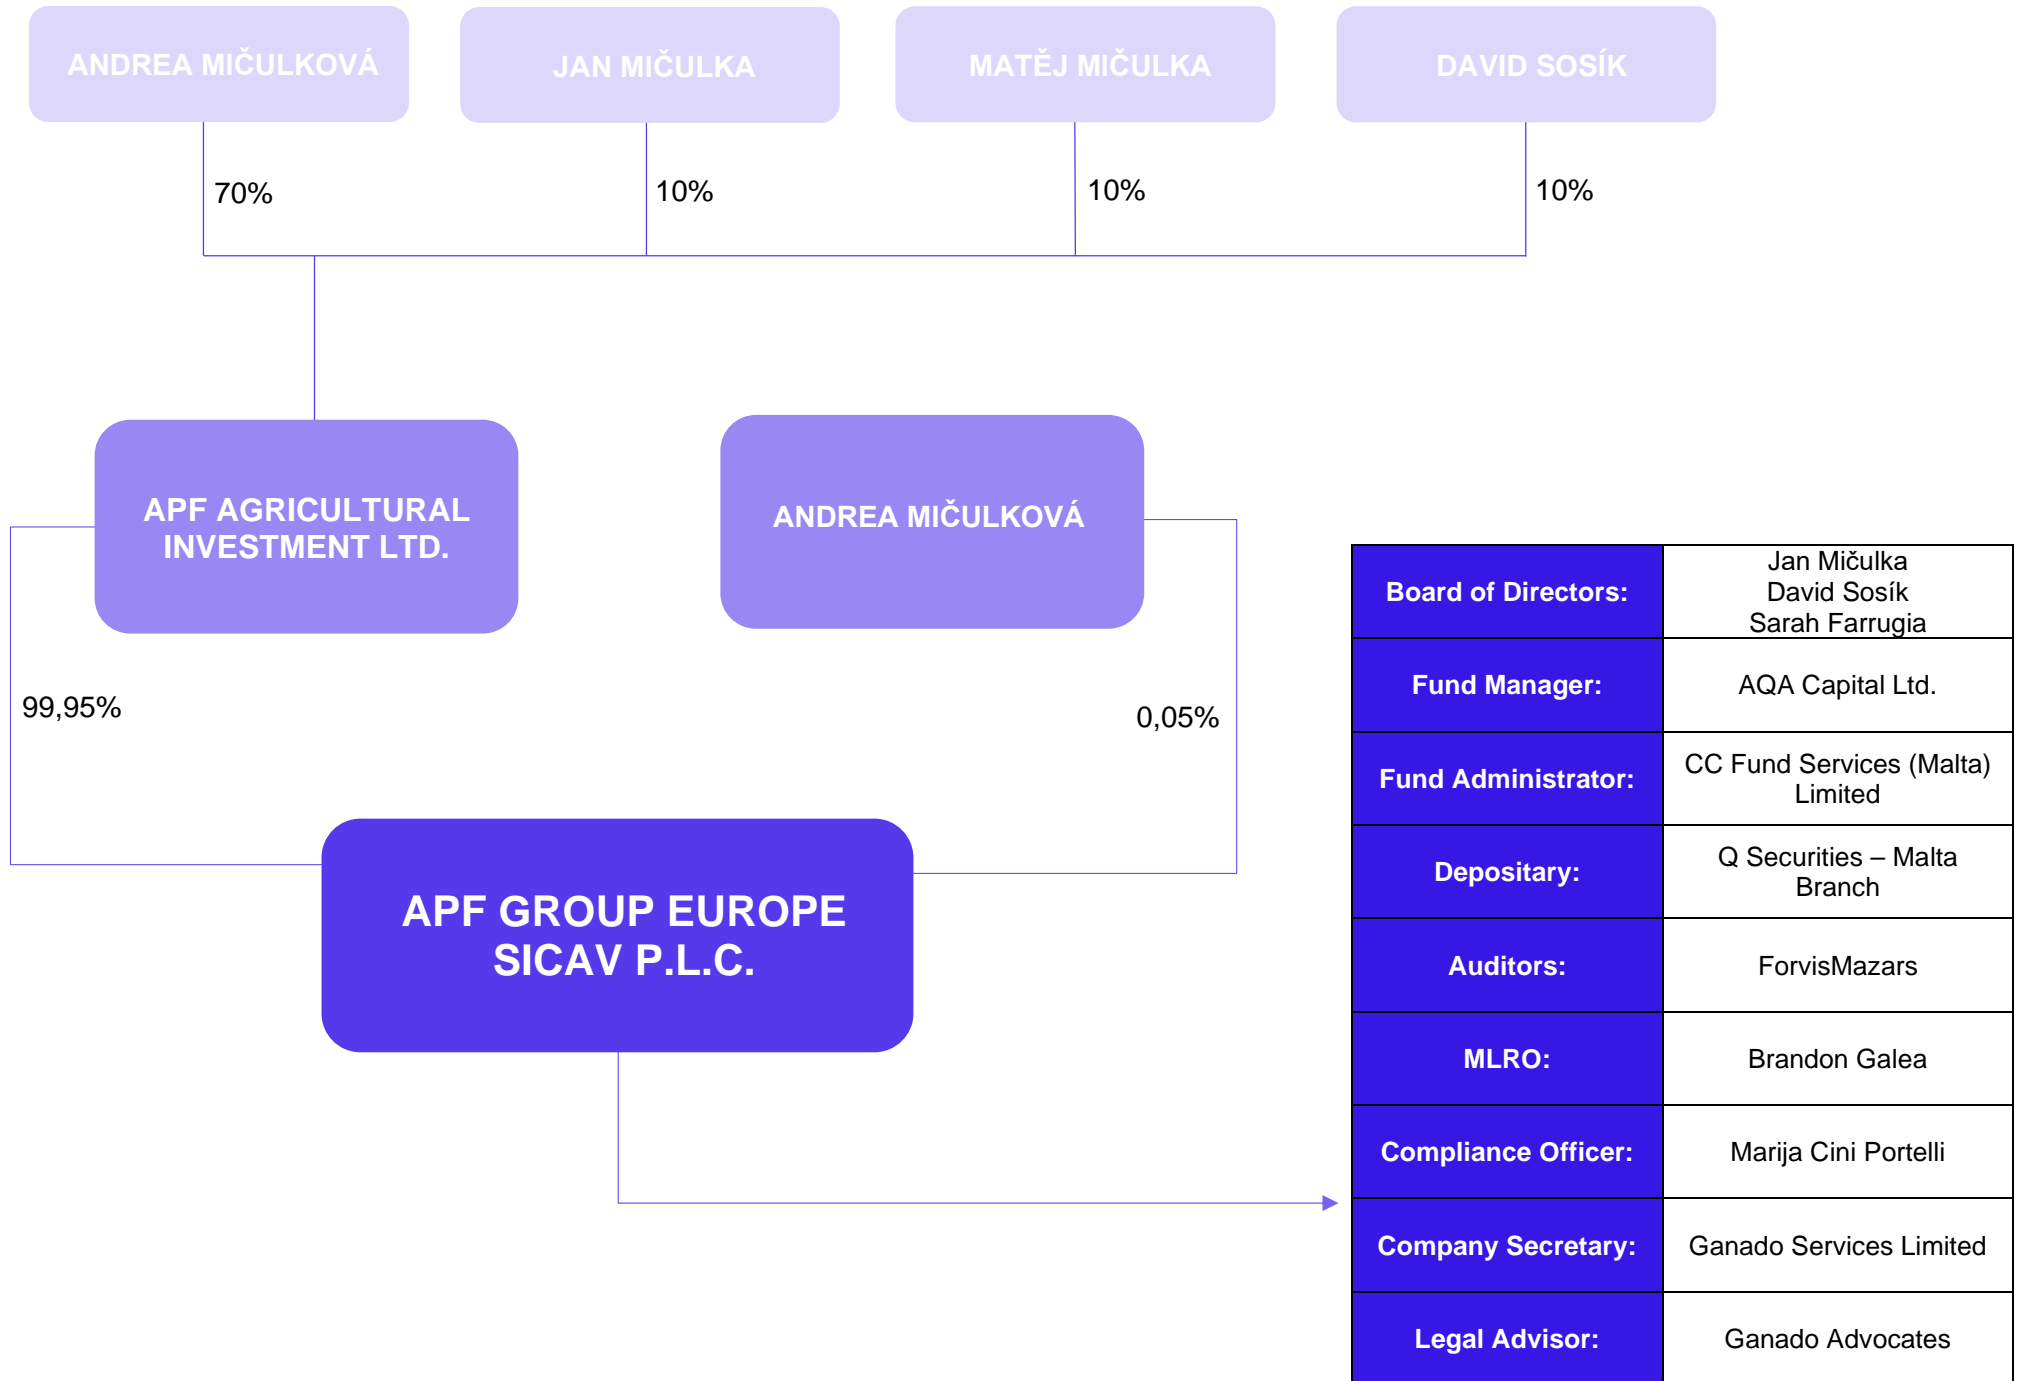 ANDREA MIČULKOVÁ
JAN MIČULKA
MATĚJ MIČULKA
DAVID SOSÍK
70%
10%
10%
10%
APF AGRICULTURAL
INVESTMENT LTD.
ANDREA MIČULKOVÁ
99,95%
0,05%
APF GROUP EUROPE
SICAV P.L.C.
Board of Directors:
Jan Mičulka
David Sosík
Sarah Farrugia
Fund Manager:
AQA Capital Ltd.
Fund Administrator:
CC Fund Services (Malta)
Limited
Depositary:
Q Securities – Malta
Branch
Auditors:
ForvisMazars
MLRO:
Brandon Galea
Compliance Officer:
Marija Cini Portelli
Company Secretary:
Ganado Services Limited
Legal Advisor:
Ganado Advocates